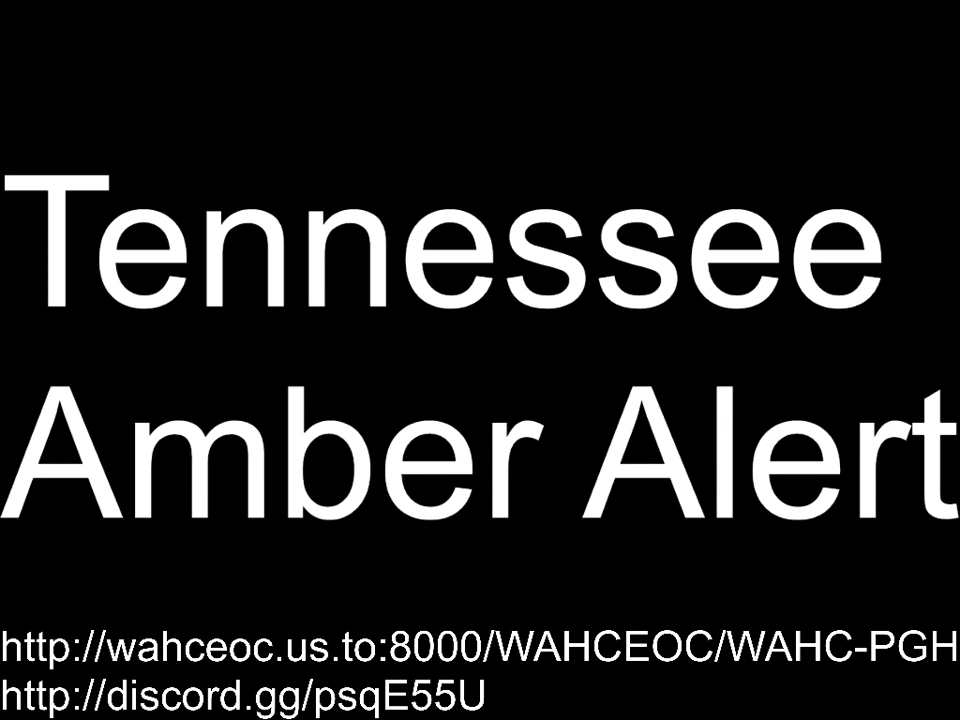 Tennessee
Amber Alert
http://wahceoc.us.to:8000/WAHCEOC/WAHC-PGH
http://discord.gg/psqE55U